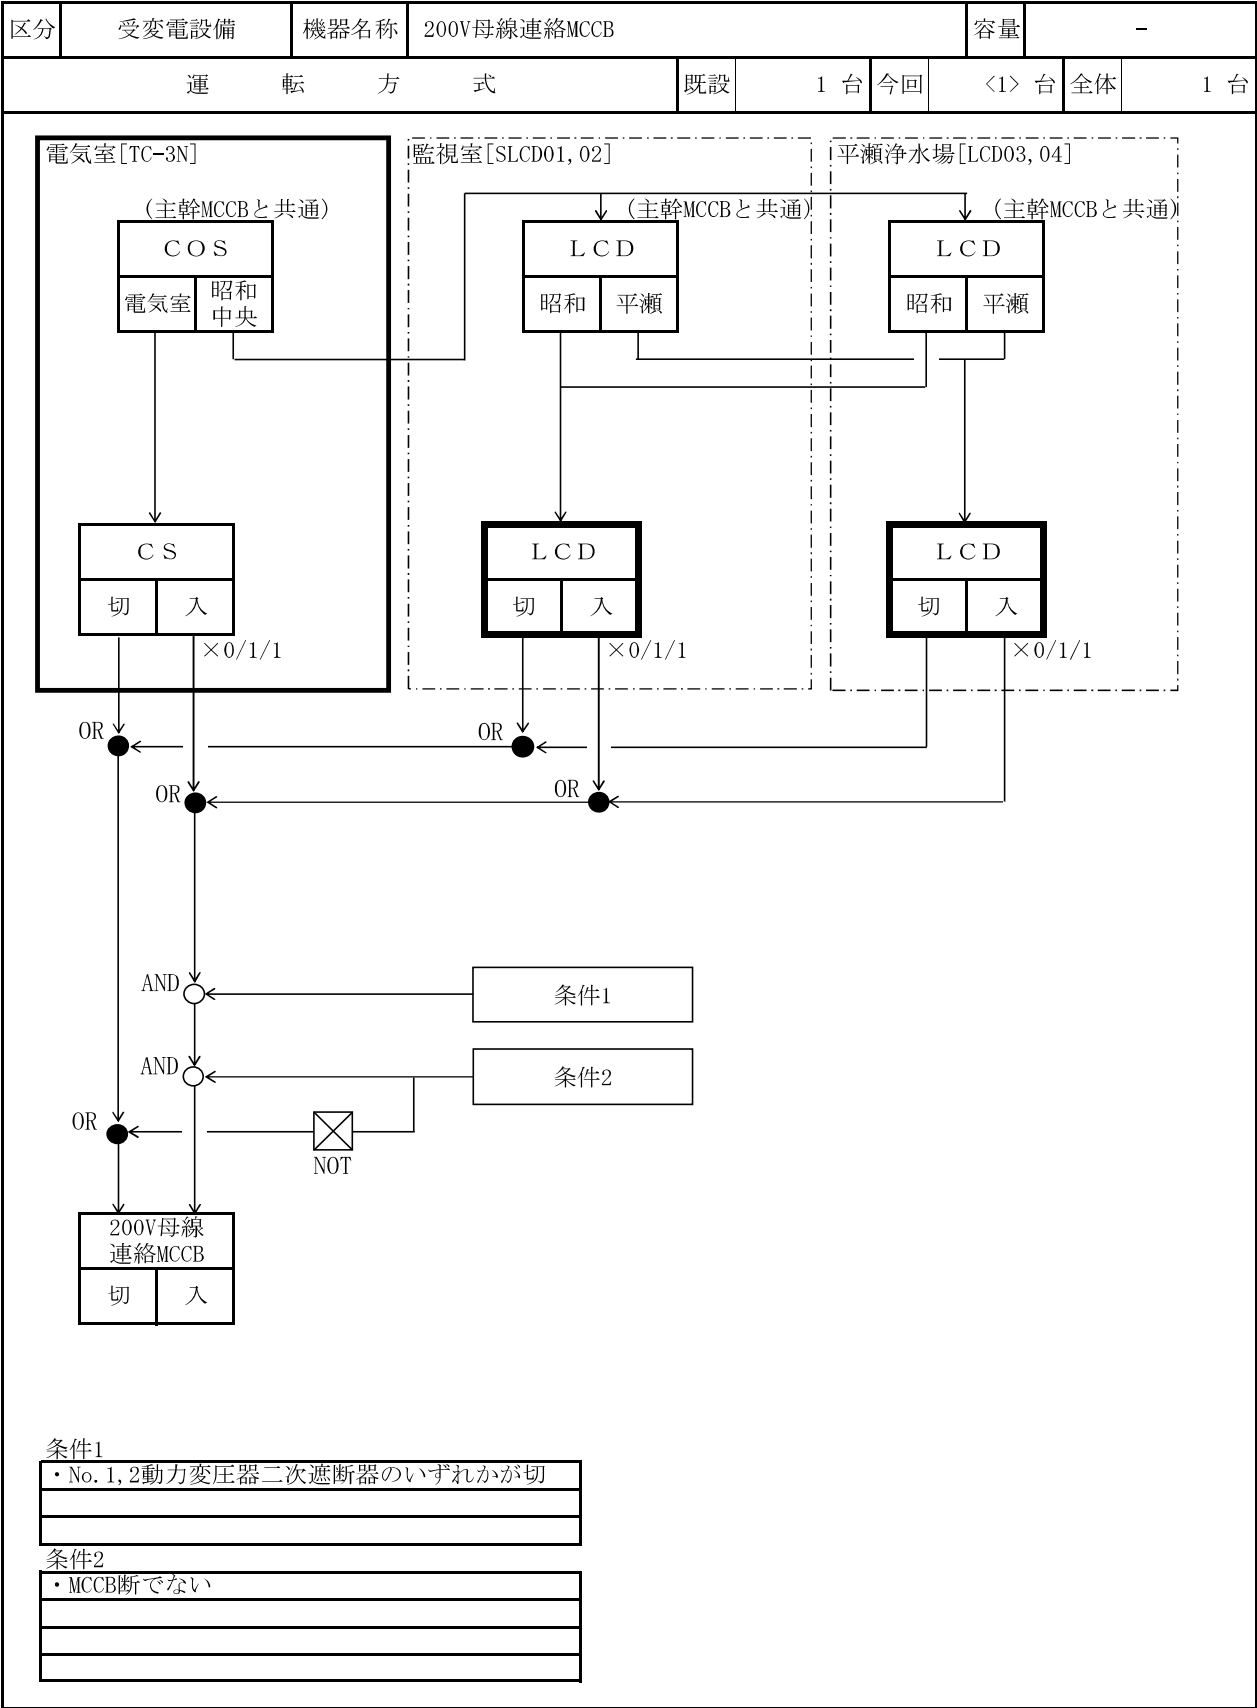 区分 受変電設備 機器名称 200V母線連絡MCCB 容量 －
運転方式 既設 1 台 今回 <1> 台 全体 1 台
電気室[TC-3N]
監視室[SLCD01,02]
平瀬浄水場[LCD03,04]
(主幹MCCBと共通)
(主幹MCCBと共通)
(主幹MCCBと共通)
ＣＯＳ
ＬＣＤ
ＬＣＤ
電気室
昭和
中央
昭和 平瀬
昭和 平瀬
ＣＳ
ＬＣＤ
ＬＣＤ
切 入
切 入
切 入
×0/1/1
×0/1/1
×0/1/1
OR
OR
OR
OR
AND
条件1
AND
条件2
OR
NOT
200V母線
連絡MCCB
切 入
条件1
・No.1,2動力変圧器二次遮断器のいずれかが切
条件2
・MCCB断でない